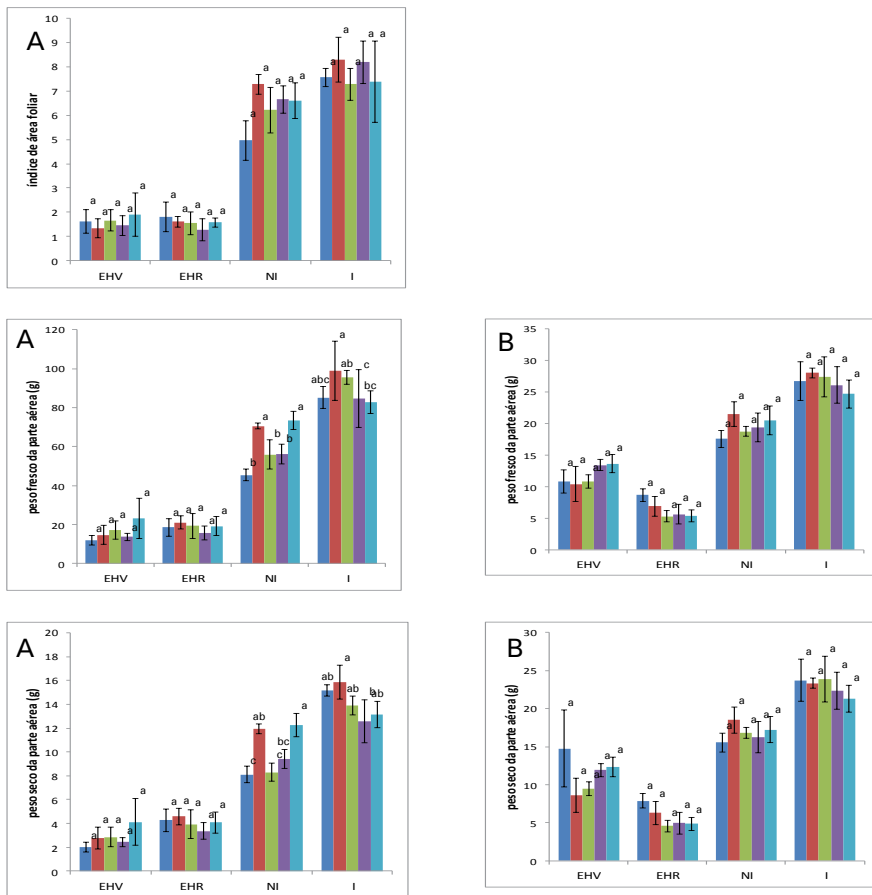 A
índice de área foliar
10
9
8
7
6
5
4
3
2
1
0
a a a a a
a a a a a
a a a a a
a a a a a
EHV EHR NI I
A
peso fresco da parte aérea (g)
120
100
80
60
40
20
0
a a a a a
a a a a a
b a a b b a
abc a ab c bc
EHV EHR NI I
B
peso fresco da parte aérea (g)
35
30
25
20
15
10
5
0
a a a a a
a a a a a
a a a a a
a a a a a
EHV EHR NI I
A
peso seco da parte aérea (g)
20
18
16
14
12
10
8
6
4
2
0
a a a a a
a a a a a
c ab c bc a
ab a ab b ab
EHV EHR NI I
B
peso seco da parte aérea (g)
30
25
20
15
10
5
0
a a a a a
a a a a a
a a a a a
a a a a a
EHV EHR NI I